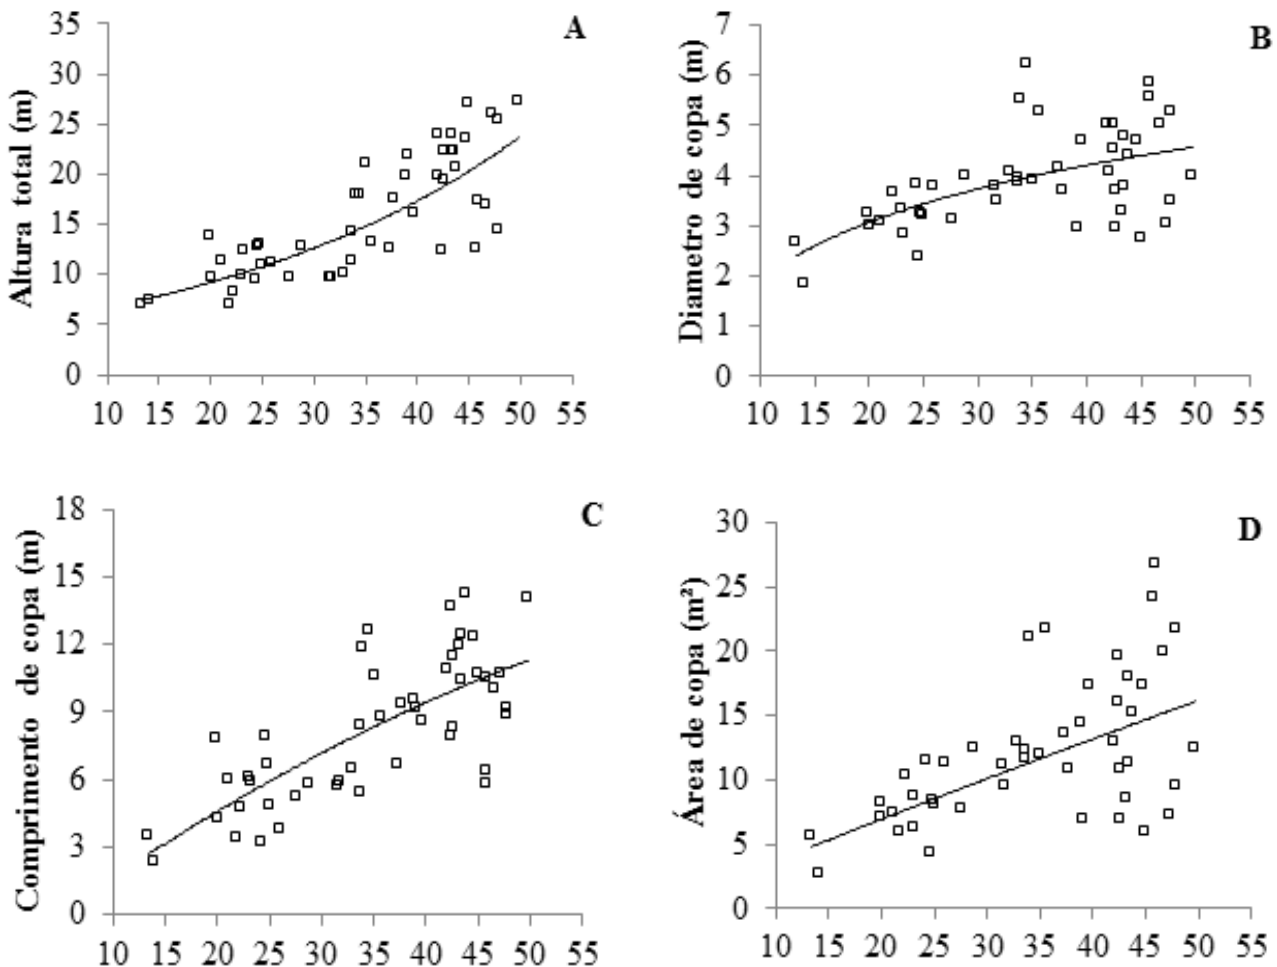 A
Altura total (m)
35
30
25
20
15
10
5
0
10 15 20 25 30 35 40 45 50 55
B
Diametro de copa (m)
7
6
5
4
3
2
1
0
10 15 20 25 30 35 40 45 50 55
C
Comprimento de copa (m)
18
15
12
9
6
3
0
10 15 20 25 30 35 40 45 50 55
D
Área de copa (m²)
30
25
20
15
10
5
0
10 15 20 25 30 35 40 45 50 55